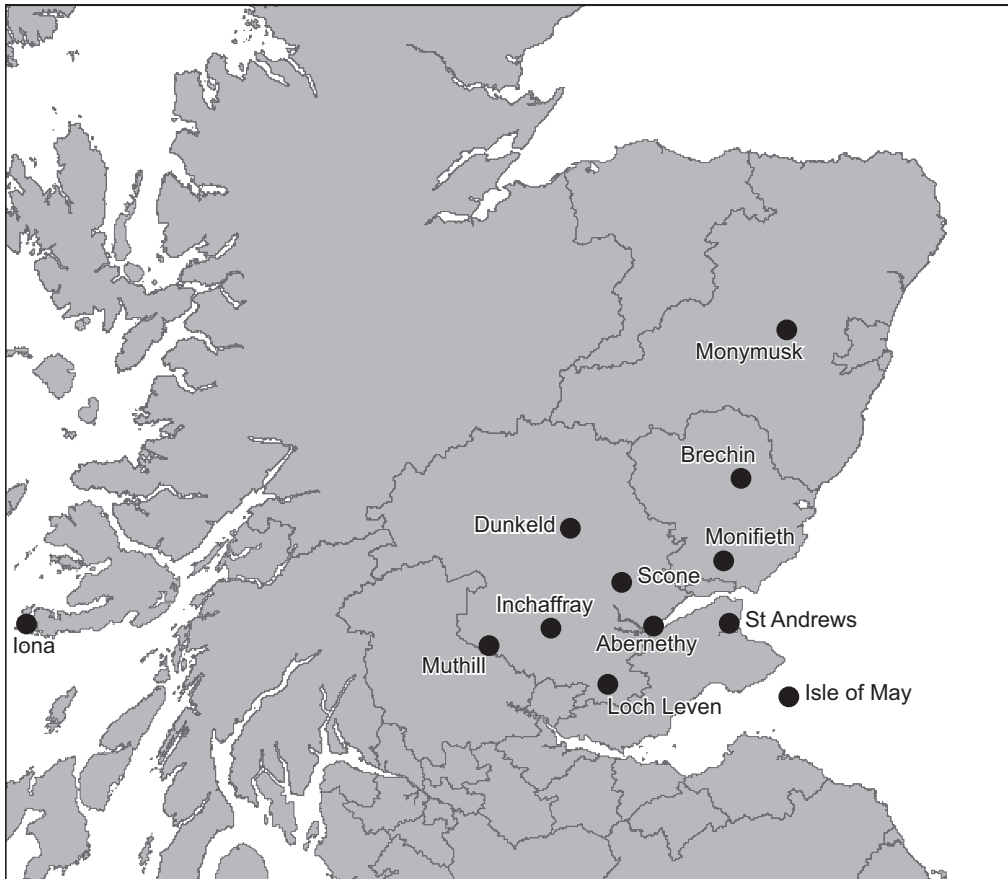 Monymusk
Brechin
Dunkeld
Monifieth
Scone
Inchaffray
St Andrews
Iona
Abernethy
Muthill
Isle of May
Loch Leven